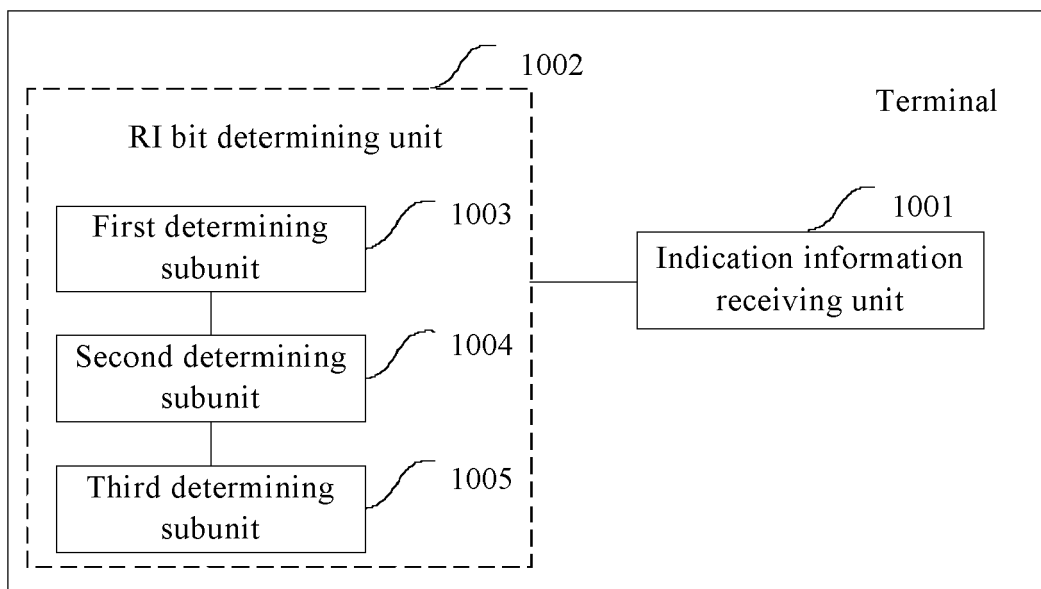 1002
Terminal
RI bit determining unit
1003
First determining
subunit
1001
Indication information
receiving unit
1004
Second determining
subunit
1005
Third determining
subunit